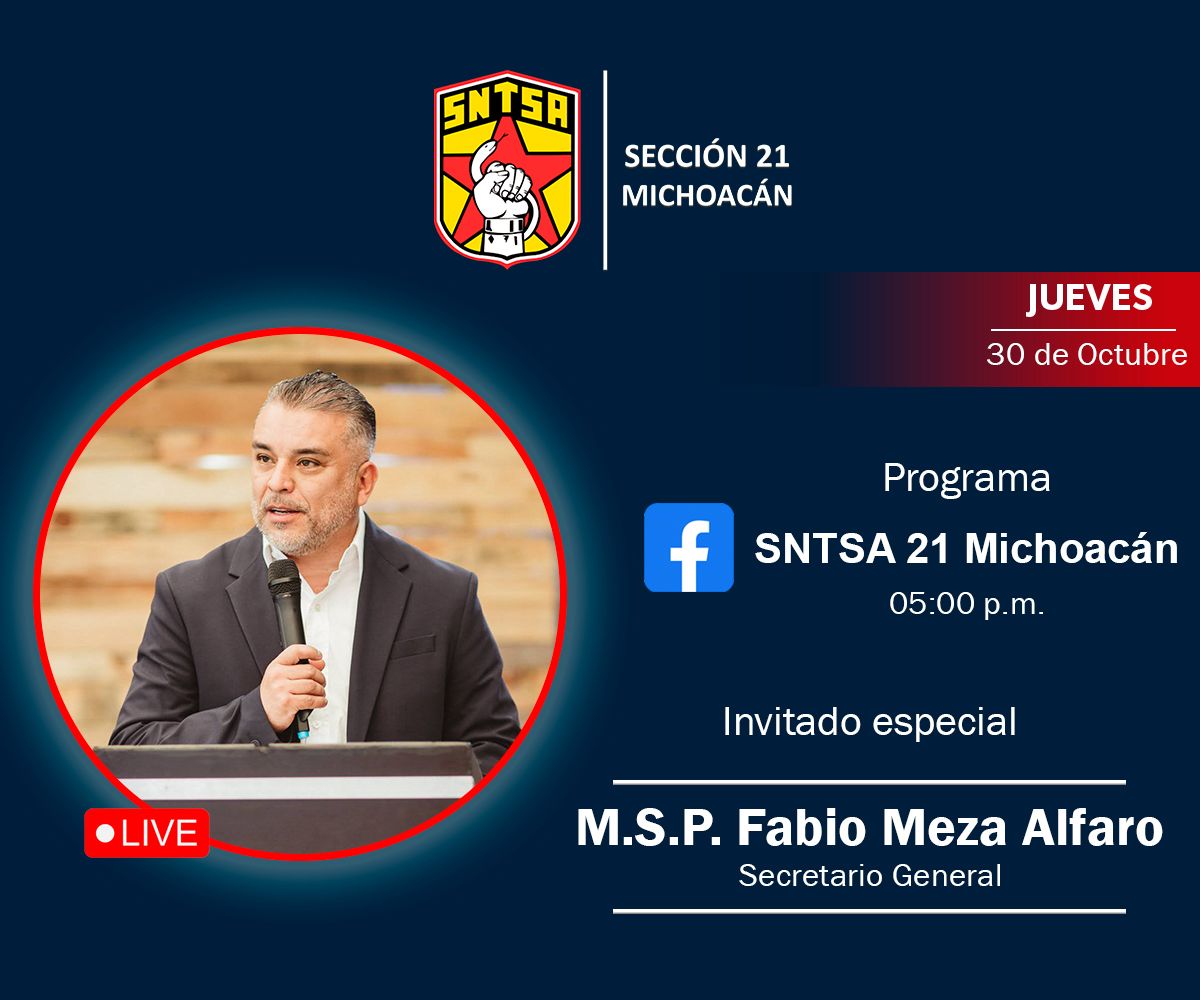 SNTSA
SECCIÓN 21
MICHOACÁN
JUEVES
30 de Octubre
Programa
f
SNTSA 21 Michoacán
05:00 p.m.
Invitado especial
M.S.P. Fabio Meza Alfaro
Secretario General
LIVE